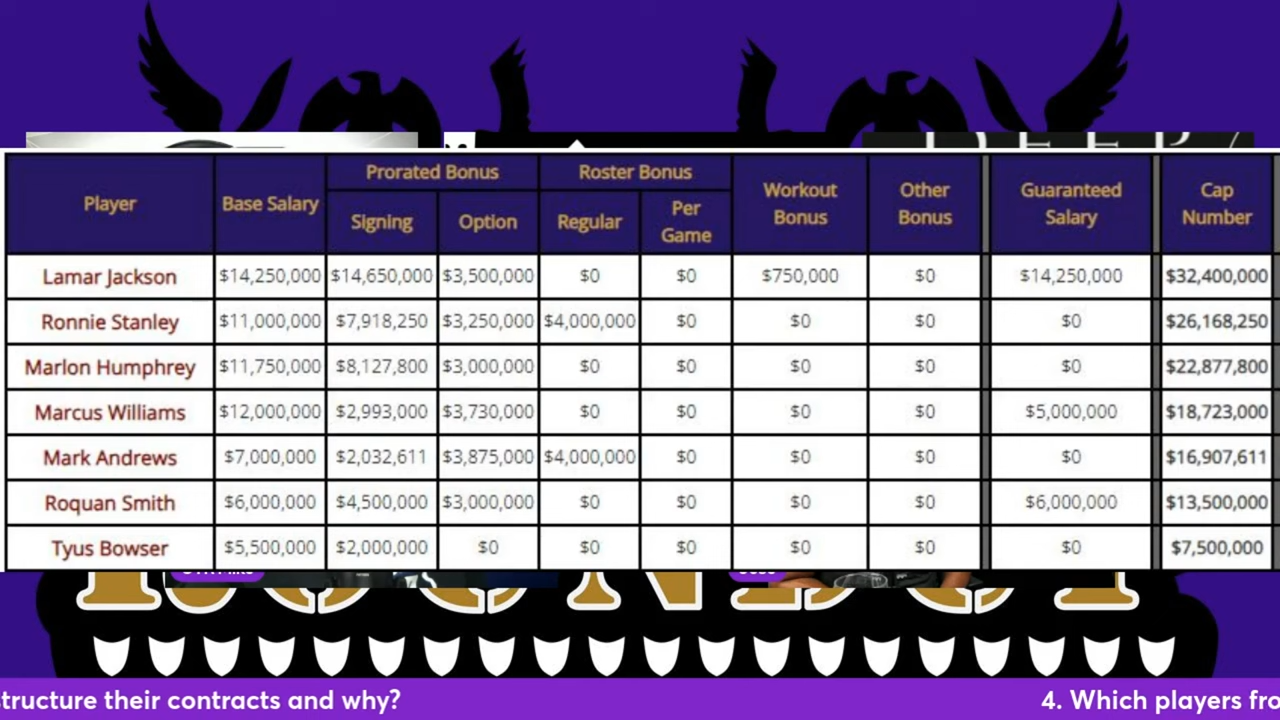 DEEP
Player Base Salary Prorated Bonus Roster Bonus Workout Bonus Other Bonus Guaranteed Salary Cap Number
Signing Option Regular Per Game
Lamar Jackson $14,250,000 $14,650,000 $3,500,000 $0 $0 $750,000 $0 $14,250,000 $32,400,000
Ronnie Stanley $11,000,000 $7,918,250 $3,250,000 $4,000,000 $0 $0 $0 $0 $26,168,250
Marlon Humphrey $11,750,000 $8,127,800 $3,000,000 $0 $0 $0 $0 $0 $22,877,800
Marcus Williams $12,000,000 $2,993,000 $3,730,000 $0 $0 $0 $0 $5,000,000 $18,723,000
Mark Andrews $7,000,000 $2,032,611 $3,875,000 $4,000,000 $0 $0 $0 $0 $16,907,611
Roquan Smith $6,000,000 $4,500,000 $3,000,000 $0 $0 $0 $0 $6,000,000 $13,500,000
Tyus Bowser $5,500,000 $2,000,000 $0 $0 $0 $0 $0 $0 $7,500,000
structure their contracts and why? 4. Which players fro